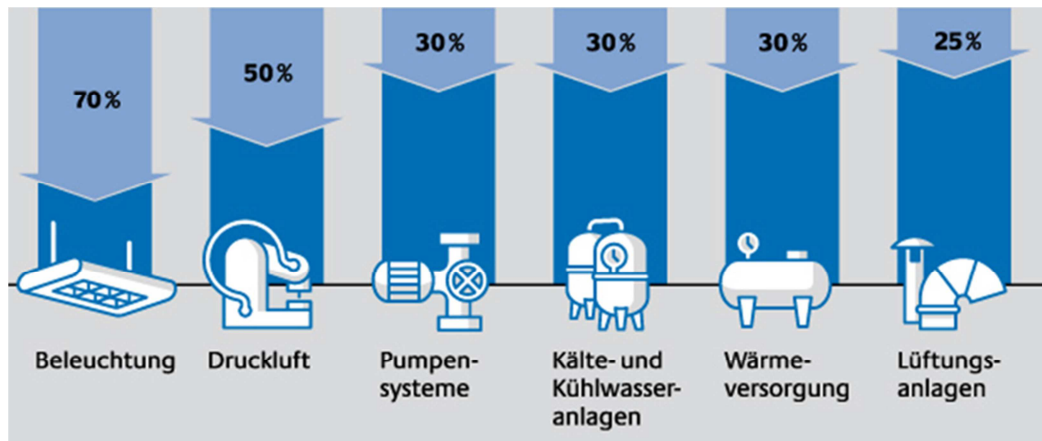 70 %
50 %
30 %
30 %
30 %
25 %
Beleuchtung
Druckluft
Pumpen-
systeme
Kälte- und
Kühlwasser-
anlagen
Wärme-
versorgung
Lüftungs-
anlagen